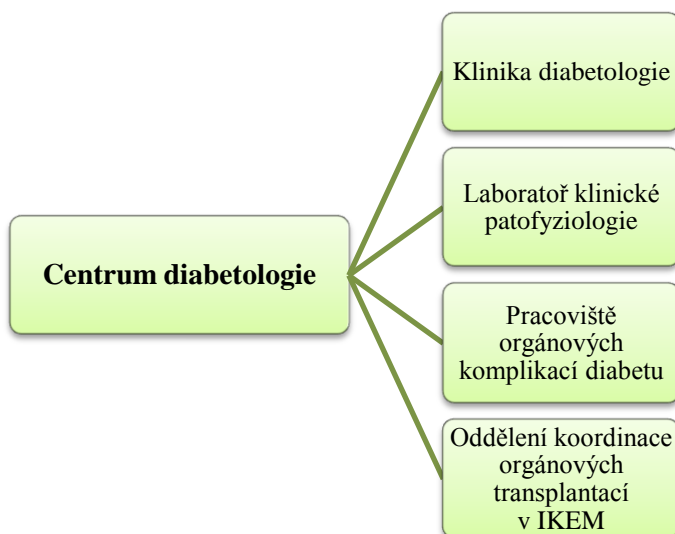 Centrum diabetologie
Klinika diabetologie
Laboratoř klinické
patofyziologie
Pracoviště
orgánových
komplikací diabetu
Oddělení koordinace
orgánových
transplantací
v IKEM